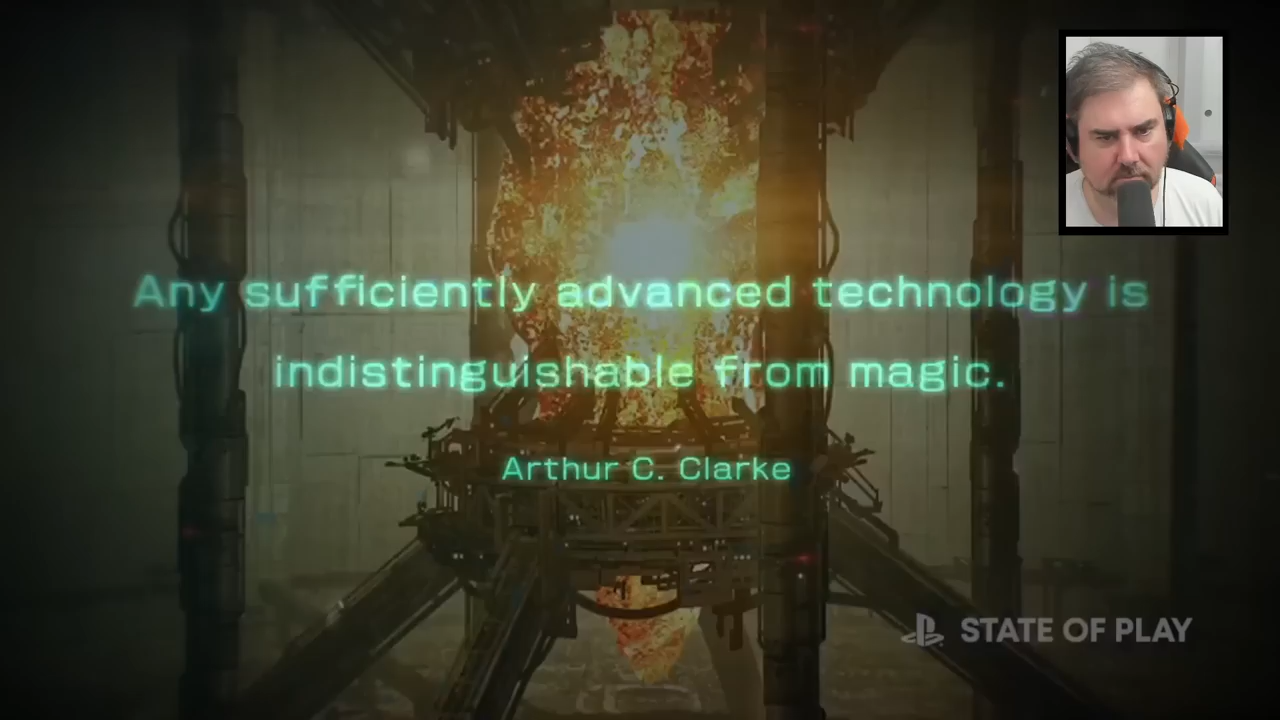 Any sufficiently advanced technology is
indistinguishable from magic.
Arthur C. Clarke
STATE OF PLAY